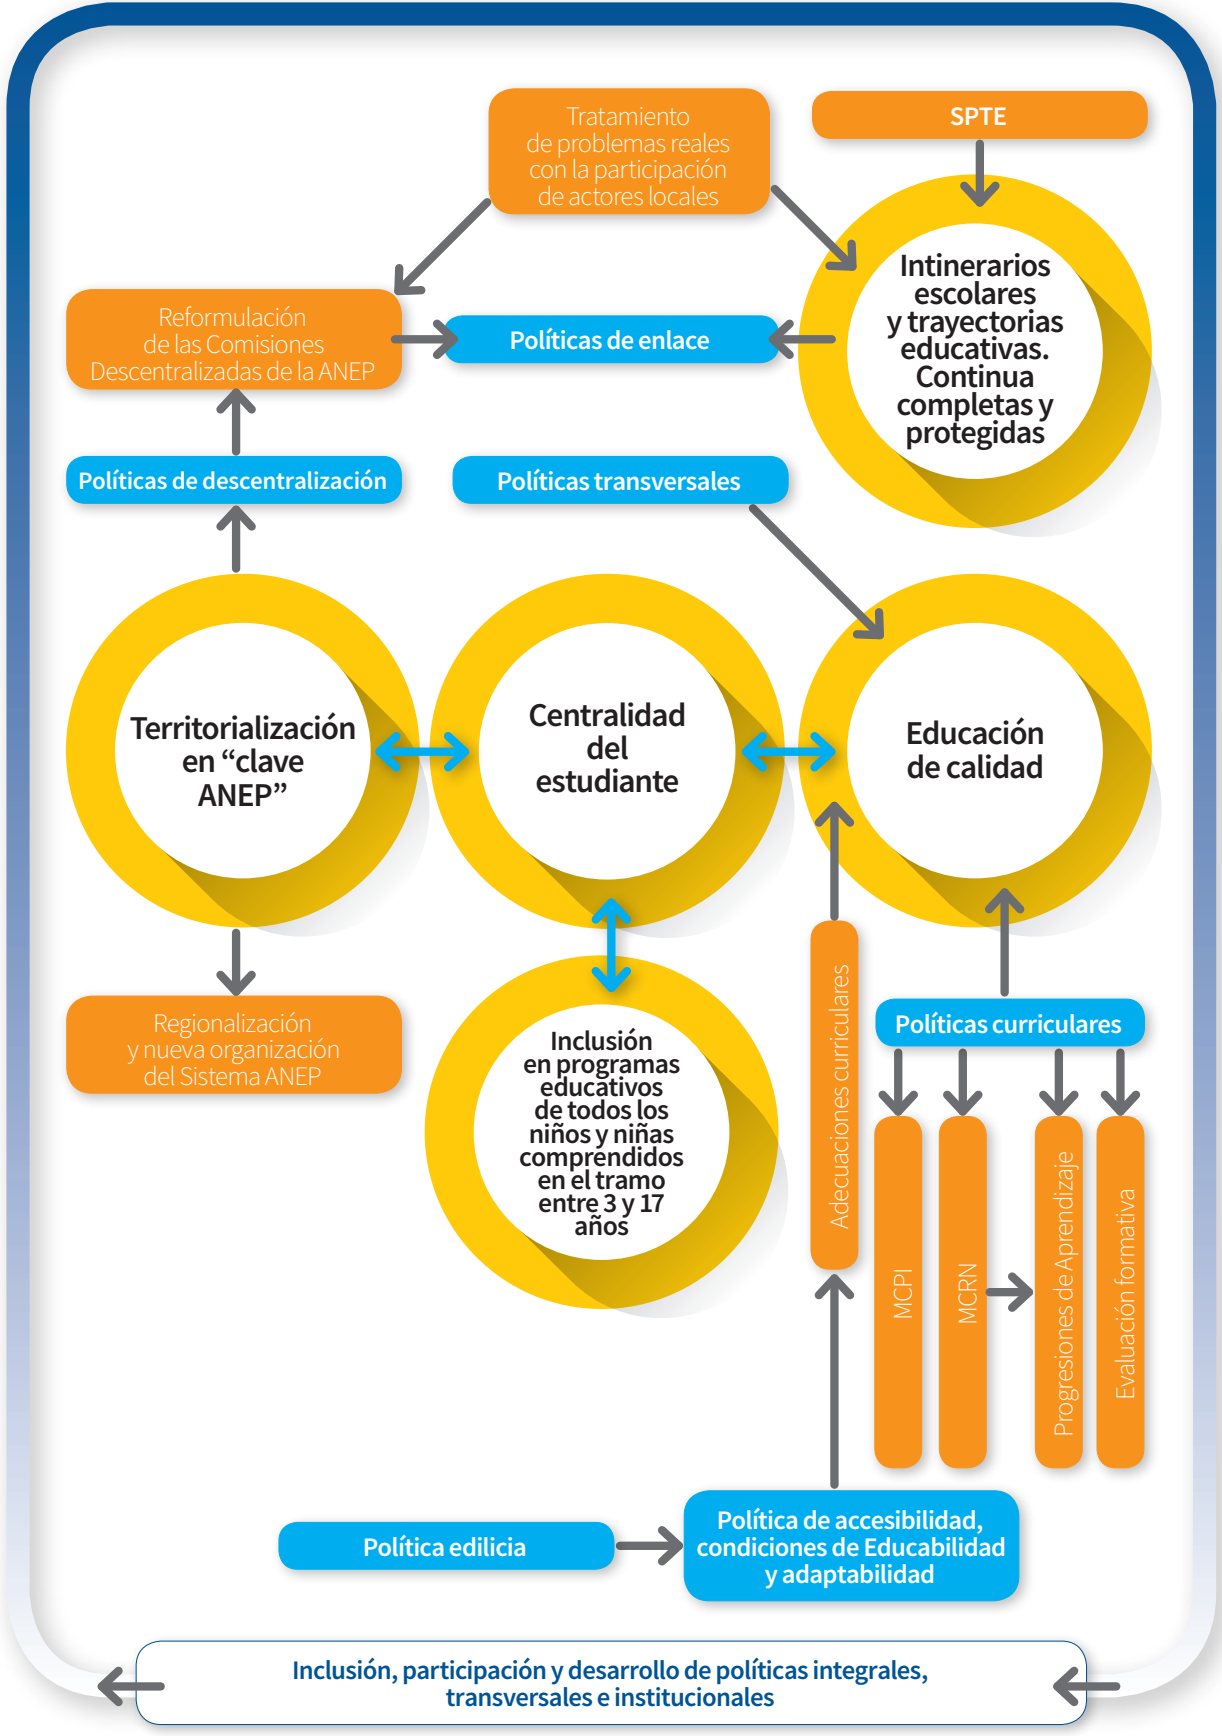 Tratamiento
de problemas reales
con la participación
de actores locales
SPTE
Intinerarios
escolares
y trayectorias
educativas.
Continua
completas y
protegidas
Reformulación
de las Comisiones
Descentralizadas de la ANEP
Políticas de enlace
Políticas de descentralización
Políticas transversales
Territorialización
en “clave
ANEP”
Centralidad
del
estudiante
Educación
de calidad
Regionalización
y nueva organización
del Sistema ANEP
Inclusión
en programas
educativos
de todos los
niños y niñas
comprendidos
en el tramo
entre 3 y 17
años
Adecuaciones curriculares
Políticas curriculares
MCPI
MCRN
Progresiones de Aprendizaje
Evaluación formativa
Política edilicia
Política de accesibilidad,
condiciones de Educabilidad
y adaptabilidad
Inclusión, participación y desarrollo de políticas integrales,
transversales e institucionales